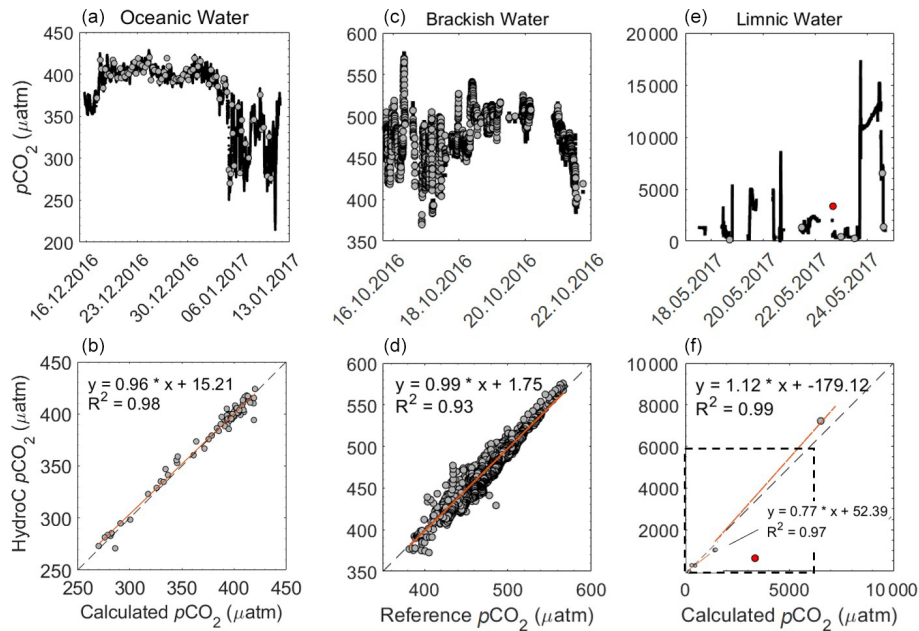 (a) Oceanic Water
(c) Brackish Water
(e) Limnic Water
pCO2 (μatm)
450
400
350
300
250
200
16.12.2016
23.12.2016
30.12.2016
06.01.2017
13.01.2017
600
550
500
450
400
350
16.10.2016
18.10.2016
20.10.2016
22.10.2016
20 000
15 000
10 000
5000
0
18.05.2017
20.05.2017
22.05.2017
24.05.2017
(b)
HydroC pCO2 (μatm)
450
400
350
300
250
y = 0.96 * x + 15.21
R2 = 0.98
250 300 350 400 450
Calculated pCO2 (μatm)
(d)
600
550
500
450
400
350
y = 0.99 * x + 1.75
R2 = 0.93
400 500 600
Reference pCO2 (μatm)
(f)
10 000
8000
6000
4000
2000
y = 1.12 * x + -179.12
R2 = 0.99
y = 0.77 * x + 52.39
R2 = 0.97
0 5000 10 000
Calculated pCO2 (μatm)